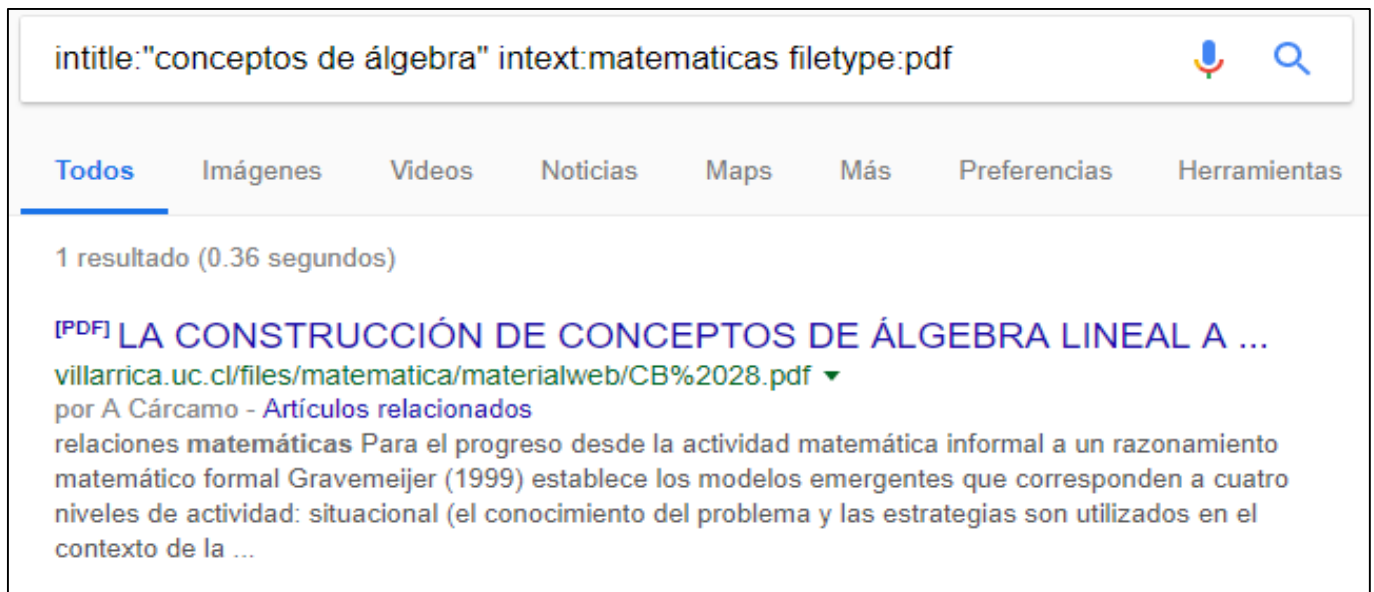 intitle:"conceptos de álgebra" intext:matematicas filetype:pdf
Todos Imágenes Videos Noticias Maps Más Preferencias Herramientas
1 resultado (0.36 segundos)
[PDF] LA CONSTRUCCIÓN DE CONCEPTOS DE ÁLGEBRA LINEAL A ...
villarrica.uc.cl/files/matematica/materialweb/CB%2028.pdf
por A Cárcamo - Artículos relacionados
relaciones matemáticas Para el progreso desde la actividad matemática informal a un razonamiento
matemático formal Gravemeijer (1999) establece los modelos emergentes que corresponden a cuatro
niveles de actividad: situacional (el conocimiento del problema y las estrategias son utilizados en el
contexto de la ...